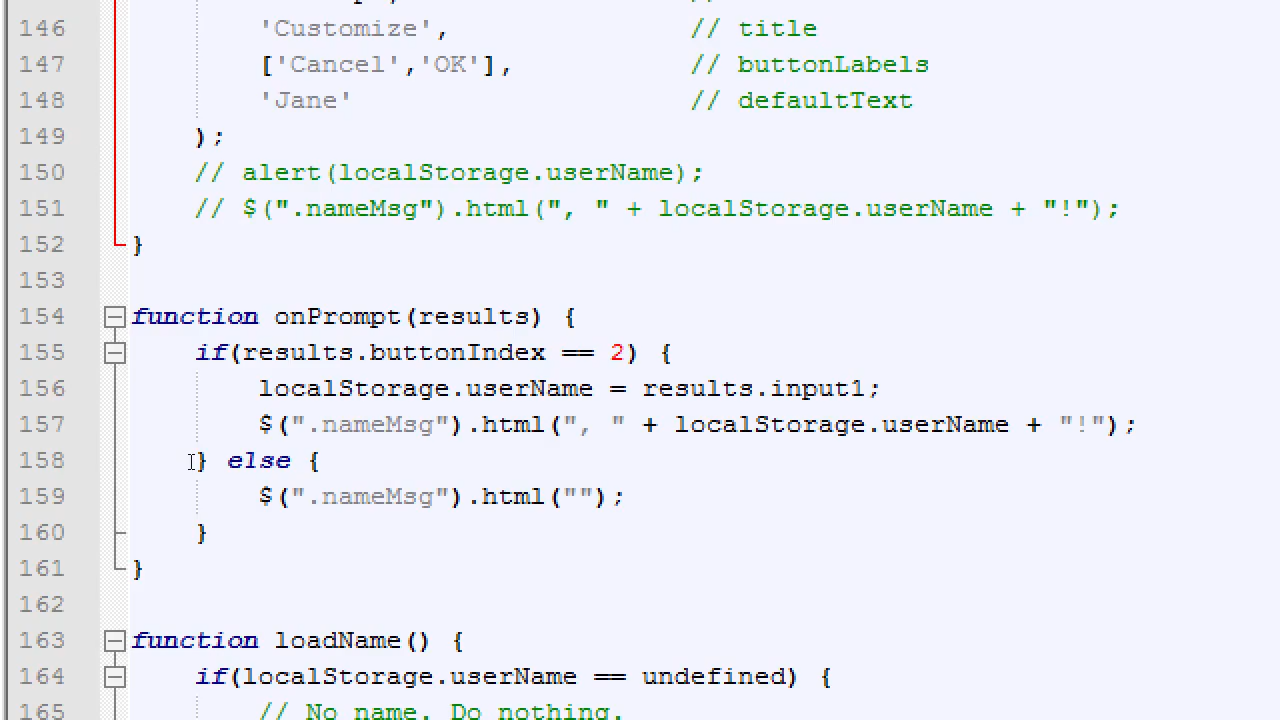 146 'Customize', // title
147 ['Cancel','OK'], // buttonLabels
148 'Jane' // defaultText
149 );
150 // alert(localStorage.userName);
151 // $(".nameMsg").html(", " + localStorage.userName + "!");
152 }
153
154 function onPrompt(results) {
155 if(results.buttonIndex == 2) {
156 localStorage.userName = results.input1;
157 $(".nameMsg").html(", " + localStorage.userName + "!");
158 } else {
159 $(".nameMsg").html("");
160 }
161 }
162
163 function loadName() {
164 if(localStorage.userName == undefined) {
165 // No name. Do nothing.